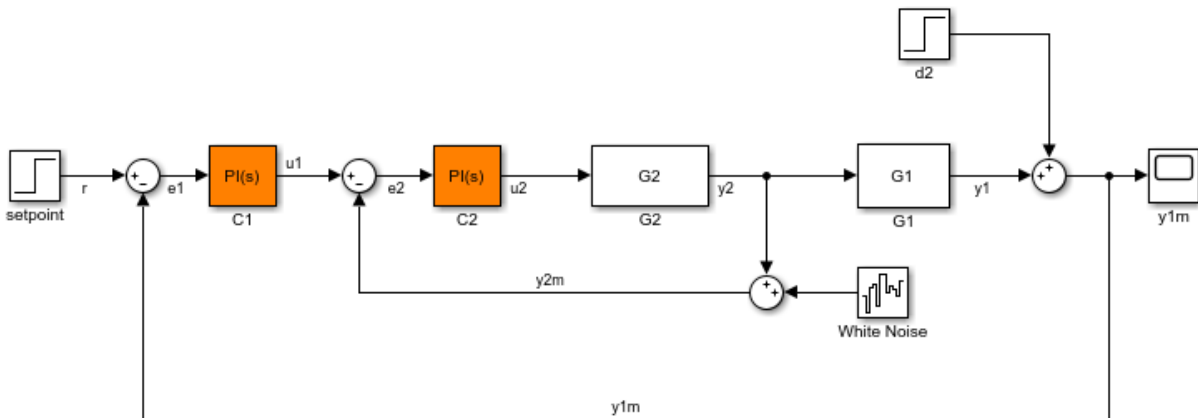 d2
setpoint
r
e1
PI(s)
C1
u1
e2
PI(s)
C2
u2
G2
G2
y2
G1
G1
y1
y1m
y2m
White Noise
y1m